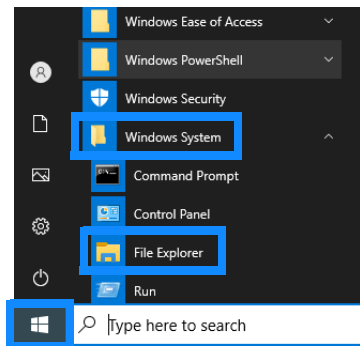 Windows Ease of Access
Windows PowerShell
Windows Security
Windows System
Command Prompt
Control Panel
File Explorer
Run
Type here to search